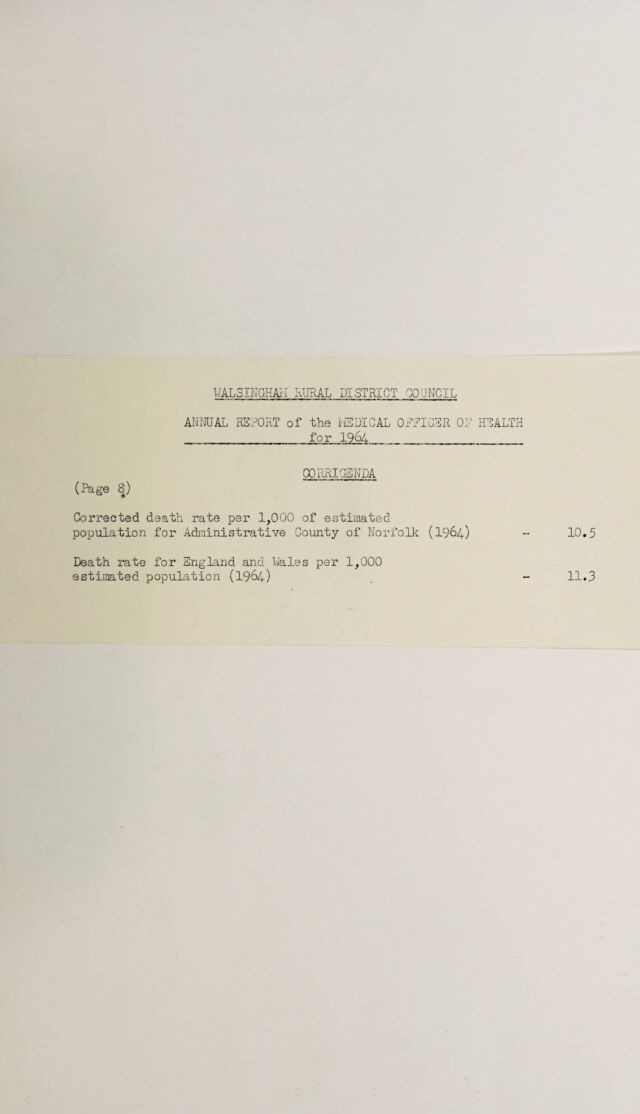 WALSINGHAM RURAL DISTRICT COUNCIL
ANNUAL REPORT of the MEDICAL OFFICER OF HEALTH
for 1964
CORRIGENDA
(Page 8)
Corrected death rate per 1,000 of estimated
population for Administrative County of Norfolk (1964) - 10.5
Death rate for England and Wales per 1,000
estimated population (1964) - 11.3